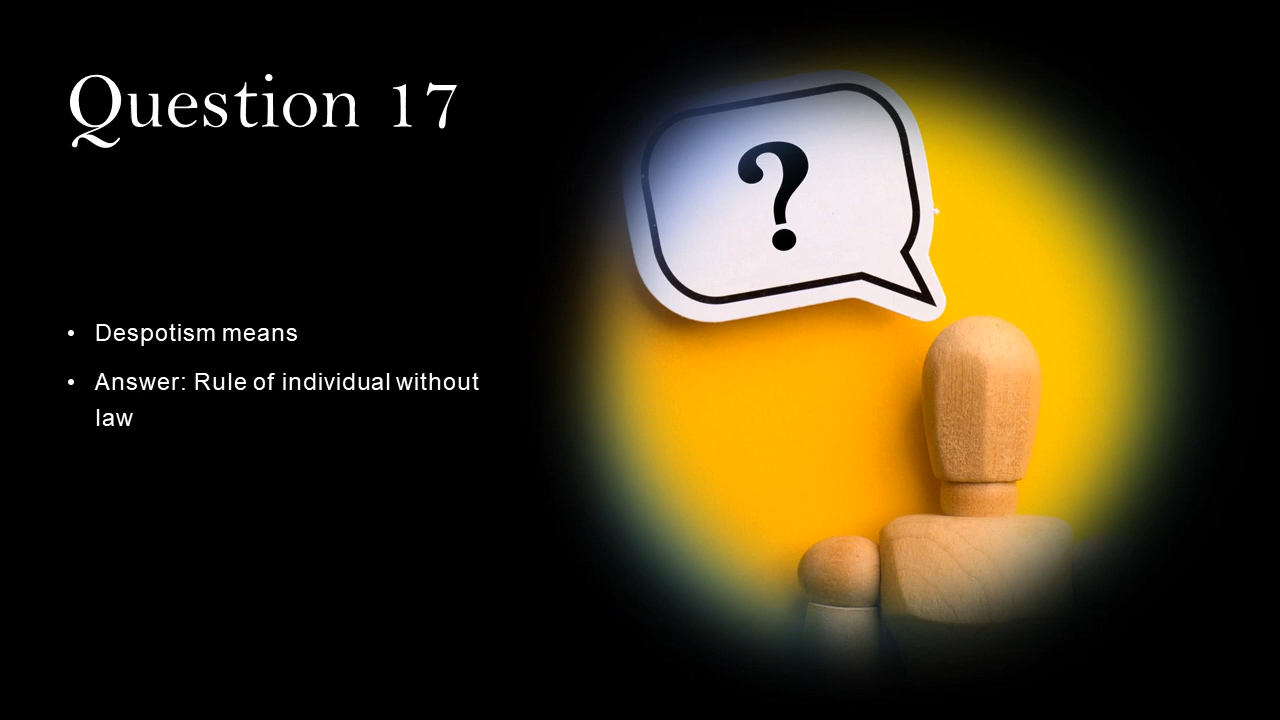 Question 17
?
• Despotism means
• Answer: Rule of individual without
law